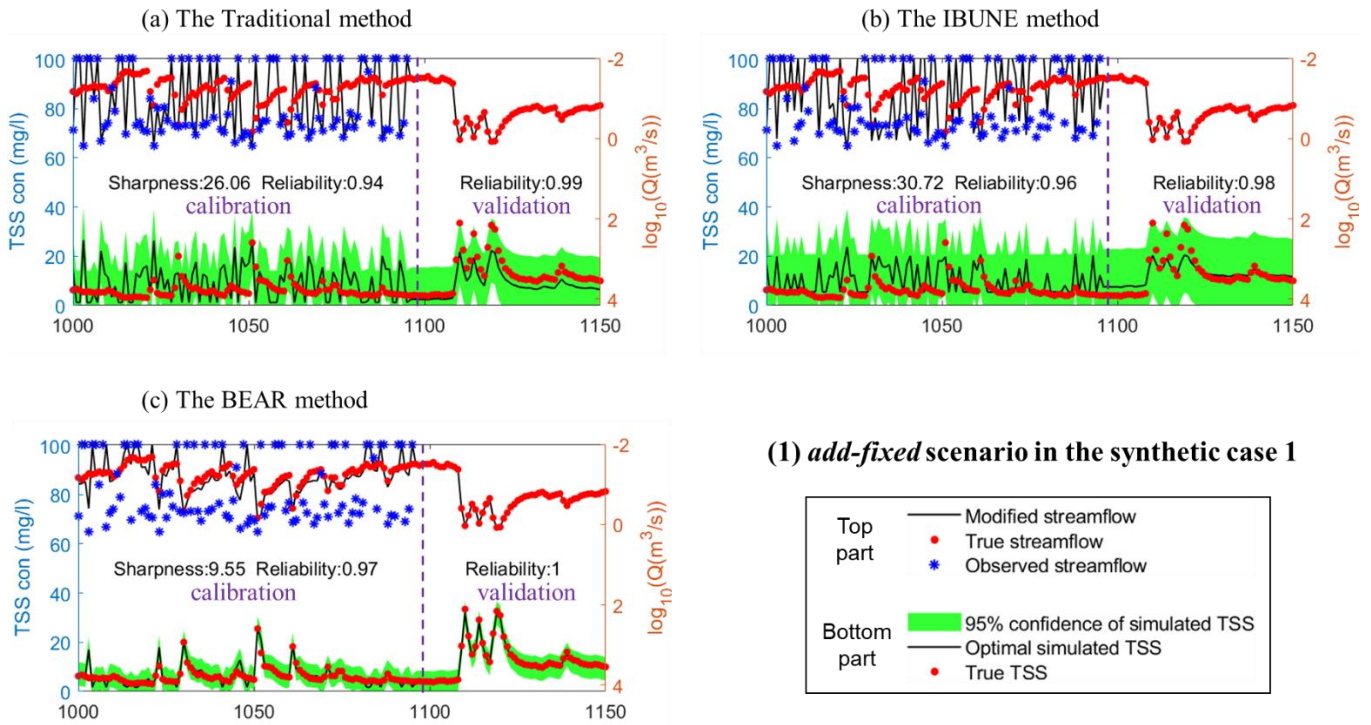 (a) The Traditional method
100
80
60
40
20
0
TSS con (mg/l)
-2
0
2
4
log10(Q(m3/s))
Sharpness:26.06 Reliability:0.94
Reliability:0.99
calibration
validation
1000
1050
1100
1150
(b) The IBUNE method
100
80
60
40
20
0
TSS con (mg/l)
-2
0
2
4
log10(Q(m3/s))
Sharpness:30.72 Reliability:0.96
Reliability:0.98
calibration
validation
1000
1050
1100
1150
(c) The BEAR method
100
80
60
40
20
0
TSS con (mg/l)
-2
0
2
4
log10(Q(m3/s))
Sharpness:9.55 Reliability:0.97
Reliability:1
calibration
validation
1000
1050
1100
1150
(1) add-fixed scenario in the synthetic case 1
Top
part
Modified streamflow
True streamflow
Observed streamflow
Bottom
part
95% confidence of simulated TSS
Optimal simulated TSS
True TSS